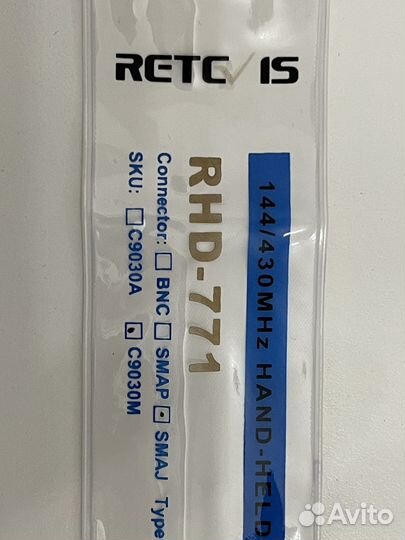 RETEVIS
144/430MHz HAND-HELD
RHD-771
Connector: ☐ BNC ☐ SMAP ☑ SMAJ Type
SKU: ☐ C9030A ☑ C9030M
Avito